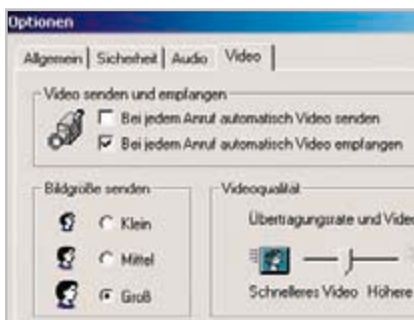 Optionen
Allgemein Sicherheit Audio Video
Video senden und empfangen
Bei jedem Anruf automatisch Video senden
Bei jedem Anruf automatisch Video empfangen
Bildgröße senden
Klein
Mittel
Groß
Videoqualität
Übertragungsrate und Video
Schnelleres Video Höhere